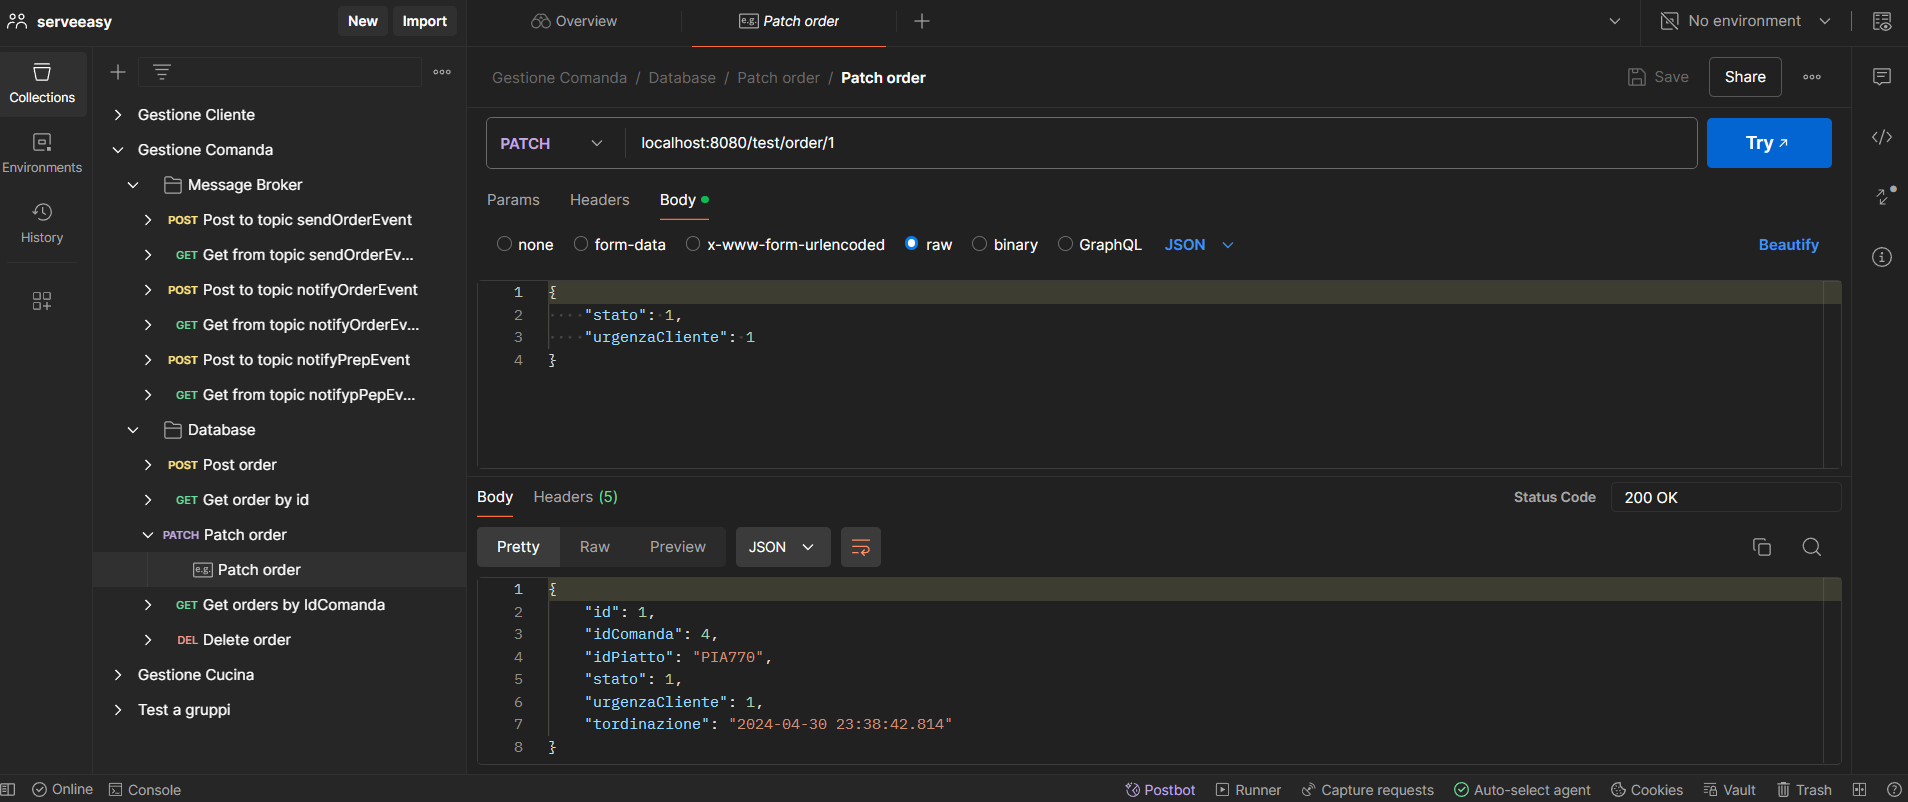 serveeasy
New Import
Overview
e.g. Patch order
No environment
Collections
Environments
History
Gestione Cliente
Gestione Comanda
Message Broker
POST Post to topic sendOrderEvent
GET Get from topic sendOrderEv...
POST Post to topic notifyOrderEvent
GET Get from topic notifyOrderEv...
POST Post to topic notifyPrepEvent
GET Get from topic notifypPepEv...
Database
POST Post order
GET Get order by id
PATCH Patch order
e.g. Patch order
GET Get orders by IdComanda
DEL Delete order
Gestione Cucina
Test a gruppi
Gestione Comanda / Database / Patch order / Patch order
Save Share
PATCH localhost:8080/test/order/1
Try
Params Headers Body
none form-data x-www-form-urlencoded raw binary GraphQL JSON Beautify
1 {
2 "stato": 1,
3 "urgenzaCliente": 1
4 }
Body Headers (5) Status Code 200 OK
Pretty Raw Preview JSON
1 {
2 "id": 1,
3 "idComanda": 4,
4 "idPiatto": "PIA770",
5 "stato": 1,
6 "urgenzaCliente": 1,
7 "tordinazione": "2024-04-30 23:38:42.814"
8 }
Online Console Postbot Runner Capture requests Auto-select agent Cookies Vault Trash